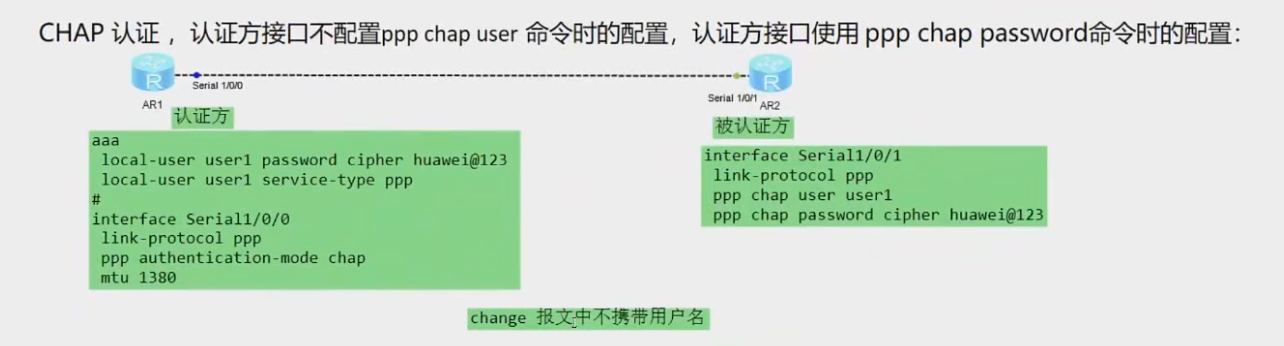 CHAP 认证 ，认证方接口不配置ppp chap user 命令时的配置，认证方接口使用 ppp chap password命令时的配置：
R
R
Serial 1/0/0
Serial 1/0/1
AR1
AR2
认证方
被认证方
aaa
local-user user1 password cipher huawei@123
local-user user1 service-type ppp
#
interface Serial1/0/0
link-protocol ppp
ppp authentication-mode chap
mtu 1380
interface Serial1/0/1
link-protocol ppp
ppp chap user user1
ppp chap password cipher huawei@123
change 报文中不携带用户名